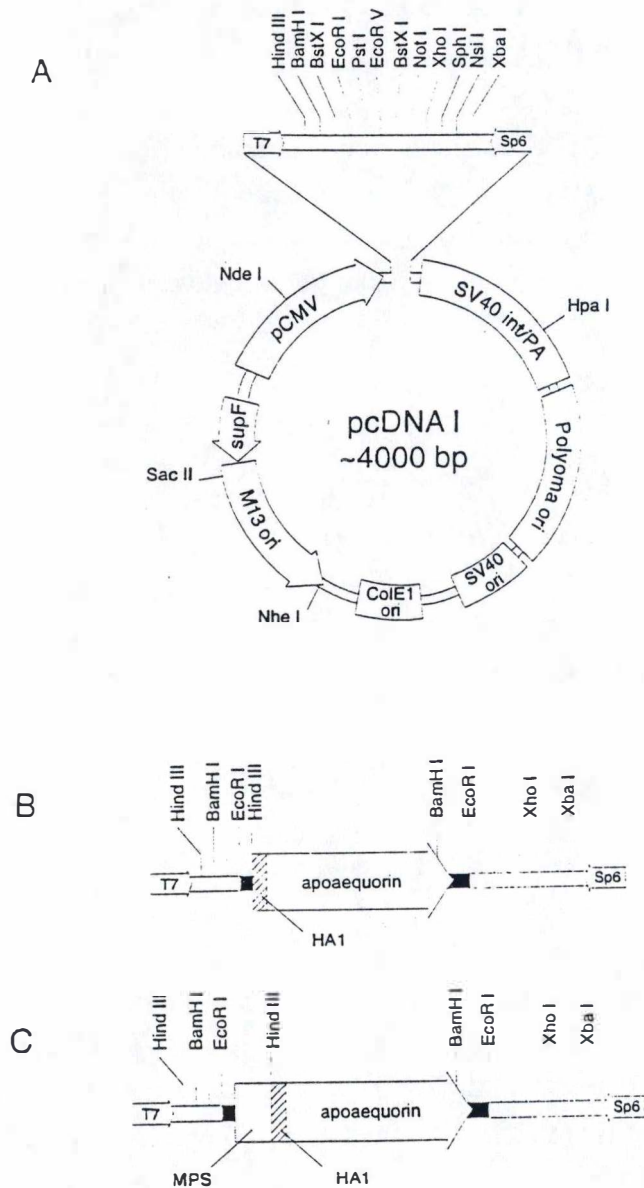 A
Hind III
BamH I
BstX I
EcoR I
Pst I
EcoR V
BstX I
Not I
Xho I
Sph I
Nsi I
Xba I
T7
Sp6
Nde I
pCMV
SV40 int/PA
Hpa I
supF
pcDNA I
~4000 bp
Polyoma ori
Sac II
M13 ori
SV40
ori
ColE1
ori
Nhe I
B
Hind III
BamH I
EcoR I
Hind III
BamH I
EcoR I
Xho I
Xba I
T7
apoaequorin
Sp6
HA1
C
Hind III
BamH I
EcoR I
Hind III
BamH I
EcoR I
Xho I
Xba I
T7
apoaequorin
Sp6
MPS
HA1